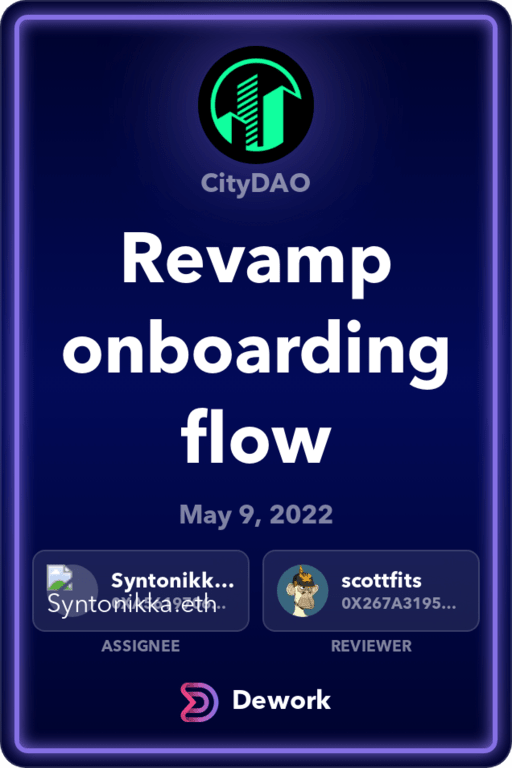 CityDAO
Revamp
onboarding
flow
May 9, 2022
Syntonikk...
Syntonikka.eth
ASSIGNEE
scottfits
0X267A3195...
REVIEWER
Dework